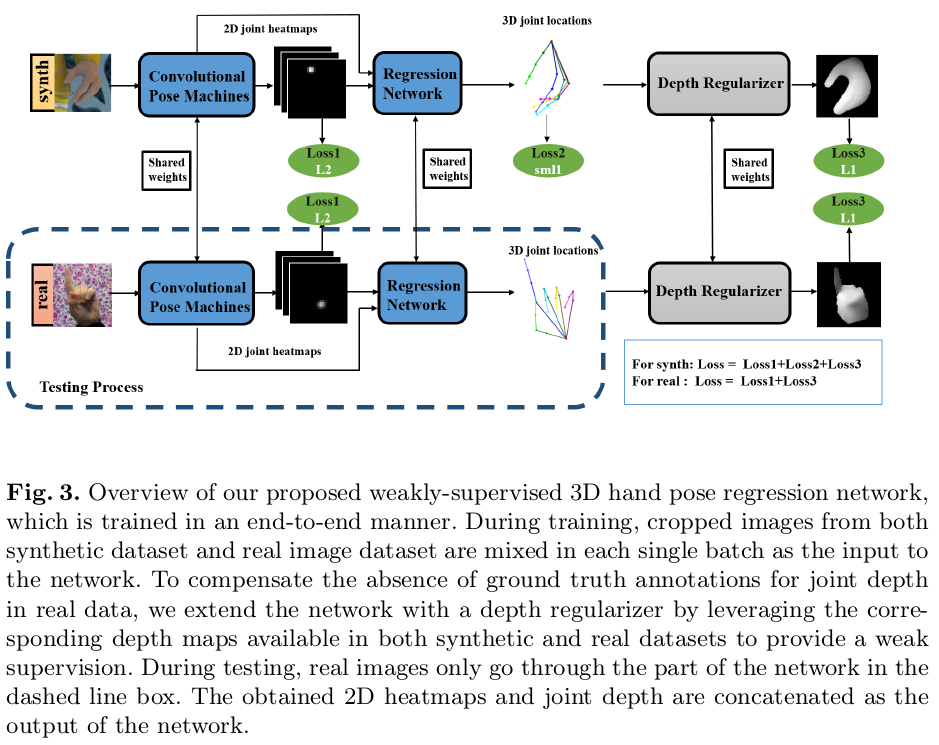 2D joint heatmaps
3D joint locations
synth
Convolutional
Pose Machines
Regression
Network
Depth Regularizer
Loss1
L2
Loss2
sml1
Loss3
L1
Shared
weights
Shared
weights
Shared
weights
Loss1
L2
Loss3
L1
3D joint locations
real
Convolutional
Pose Machines
Regression
Network
Depth Regularizer
2D joint heatmaps
Testing Process
For synth: Loss = Loss1+Loss2+Loss3
For real : Loss = Loss1+Loss3
Fig. 3. Overview of our proposed weakly-supervised 3D hand pose regression network,
which is trained in an end-to-end manner. During training, cropped images from both
synthetic dataset and real image dataset are mixed in each single batch as the input to
the network. To compensate the absence of ground truth annotations for joint depth
in real data, we extend the network with a depth regularizer by leveraging the corre-
sponding depth maps available in both synthetic and real datasets to provide a weak
supervision. During testing, real images only go through the part of the network in the
dashed line box. The obtained 2D heatmaps and joint depth are concatenated as the
output of the network.